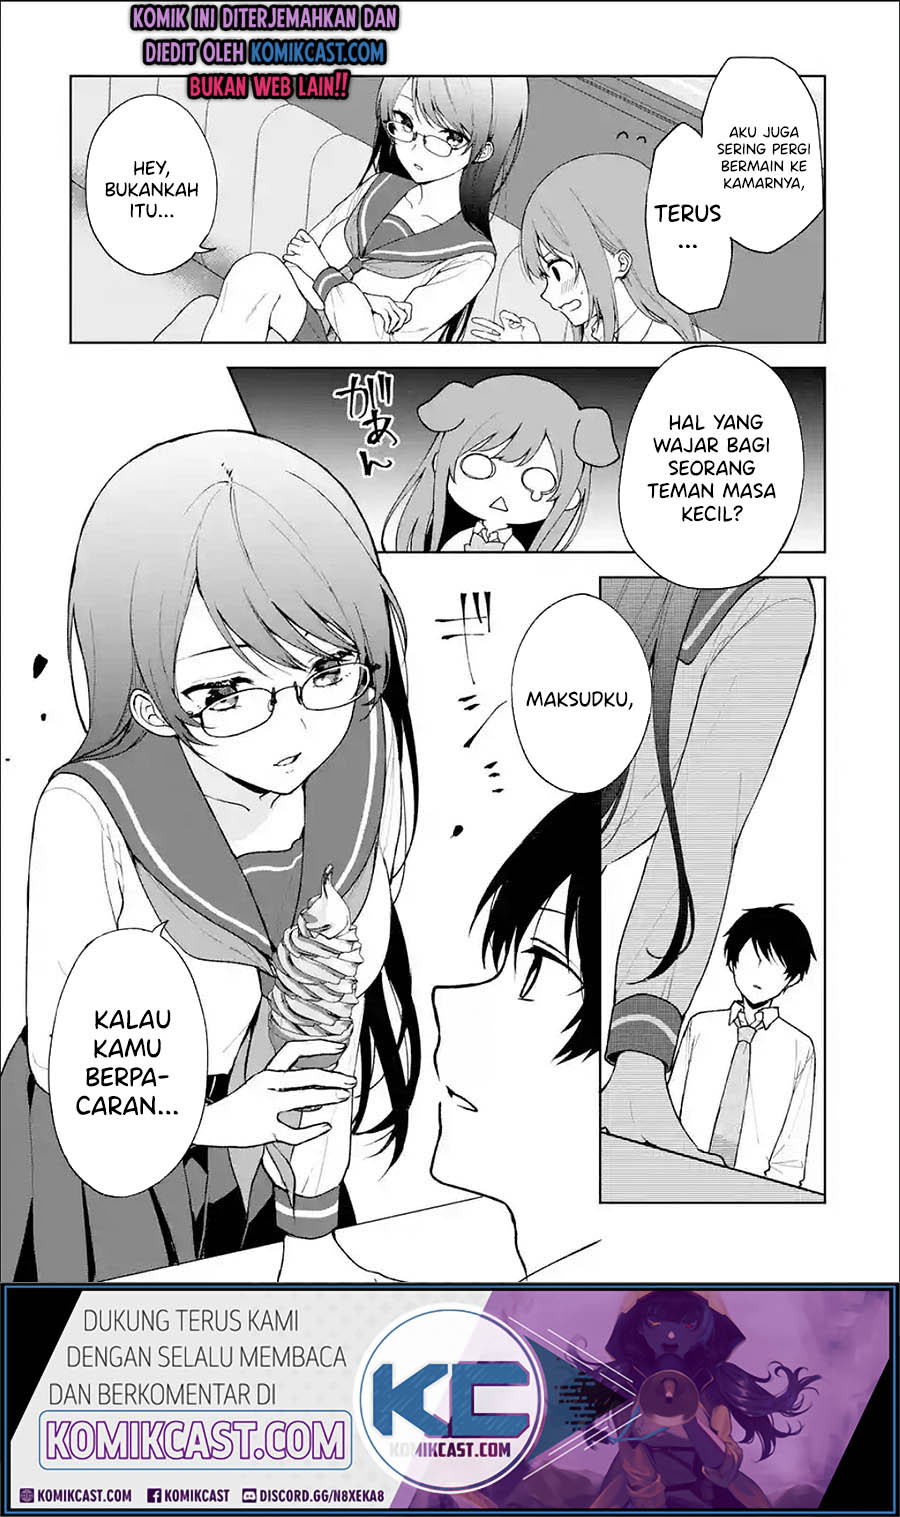 KOMIK INI DITERJEMAHKAN DAN
DIEDIT OLEH KOMIKCAST.COM
BUKAN WEB LAIN!!
AKU JUGA
SERING PERGI
BERMAIN KE
KAMARNYA,
TERUS
...
HEY,
BUKANKAH
ITU...
HAL YANG
WAJAR BAGI
SEORANG
TEMAN MASA
KECIL?
があん
MAKSUDKU,
ギ..
KALAU
KAMU
BERPA-
CARAN...
DUKUNG TERUS KAMI
DENGAN SELALU MEMBACA
DAN BERKOMENTAR DI
KOMIKCAST.COM
KC
KOMIKCAST.COM
KOMIKCAST.COM KOMIKCAST DISCORD.GG/N8XEKA8